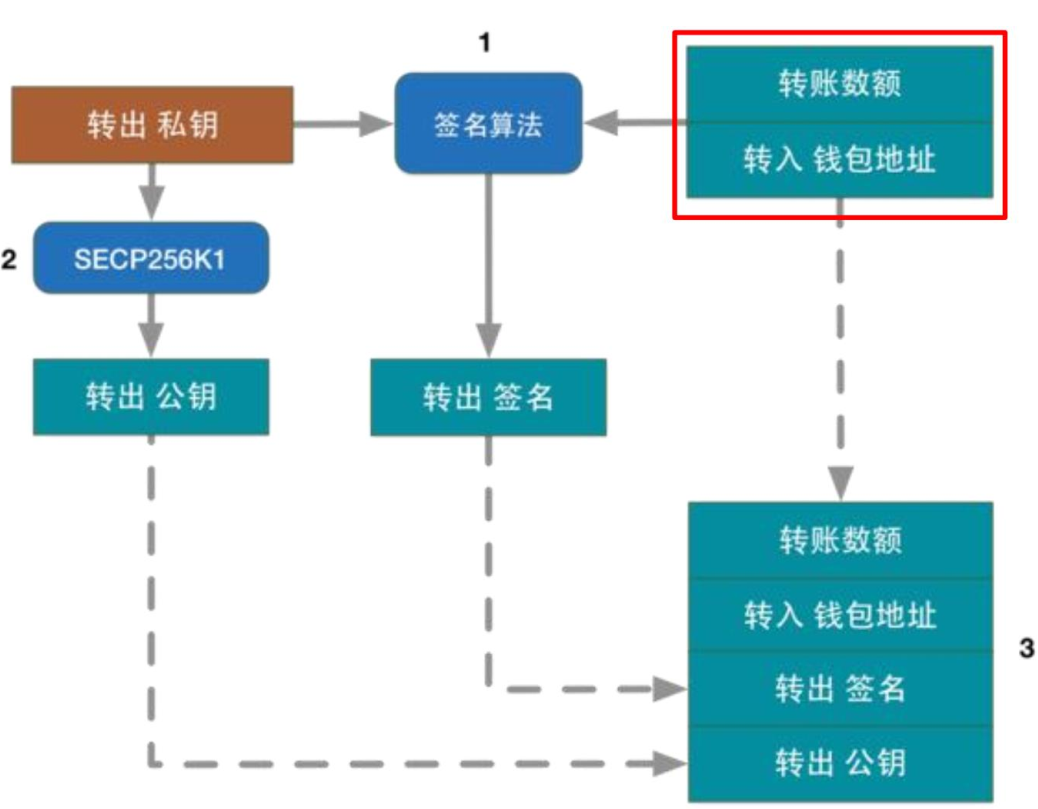 1
转出 私钥
签名算法
转账数额
转入 钱包地址
2
SECP256K1
转出 公钥
转出 签名
转账数额
转入 钱包地址
3
转出 签名
转出 公钥